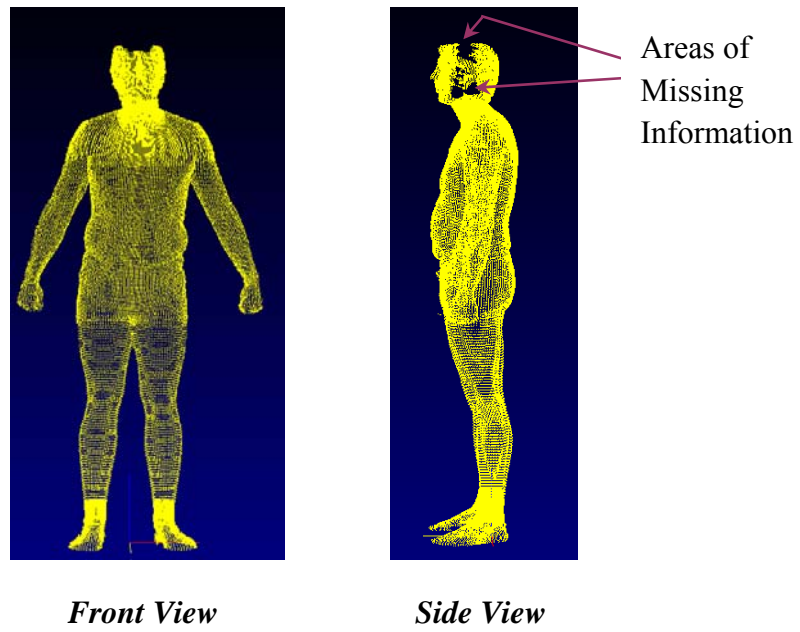 Areas of
Missing
Information
Front View
Side View